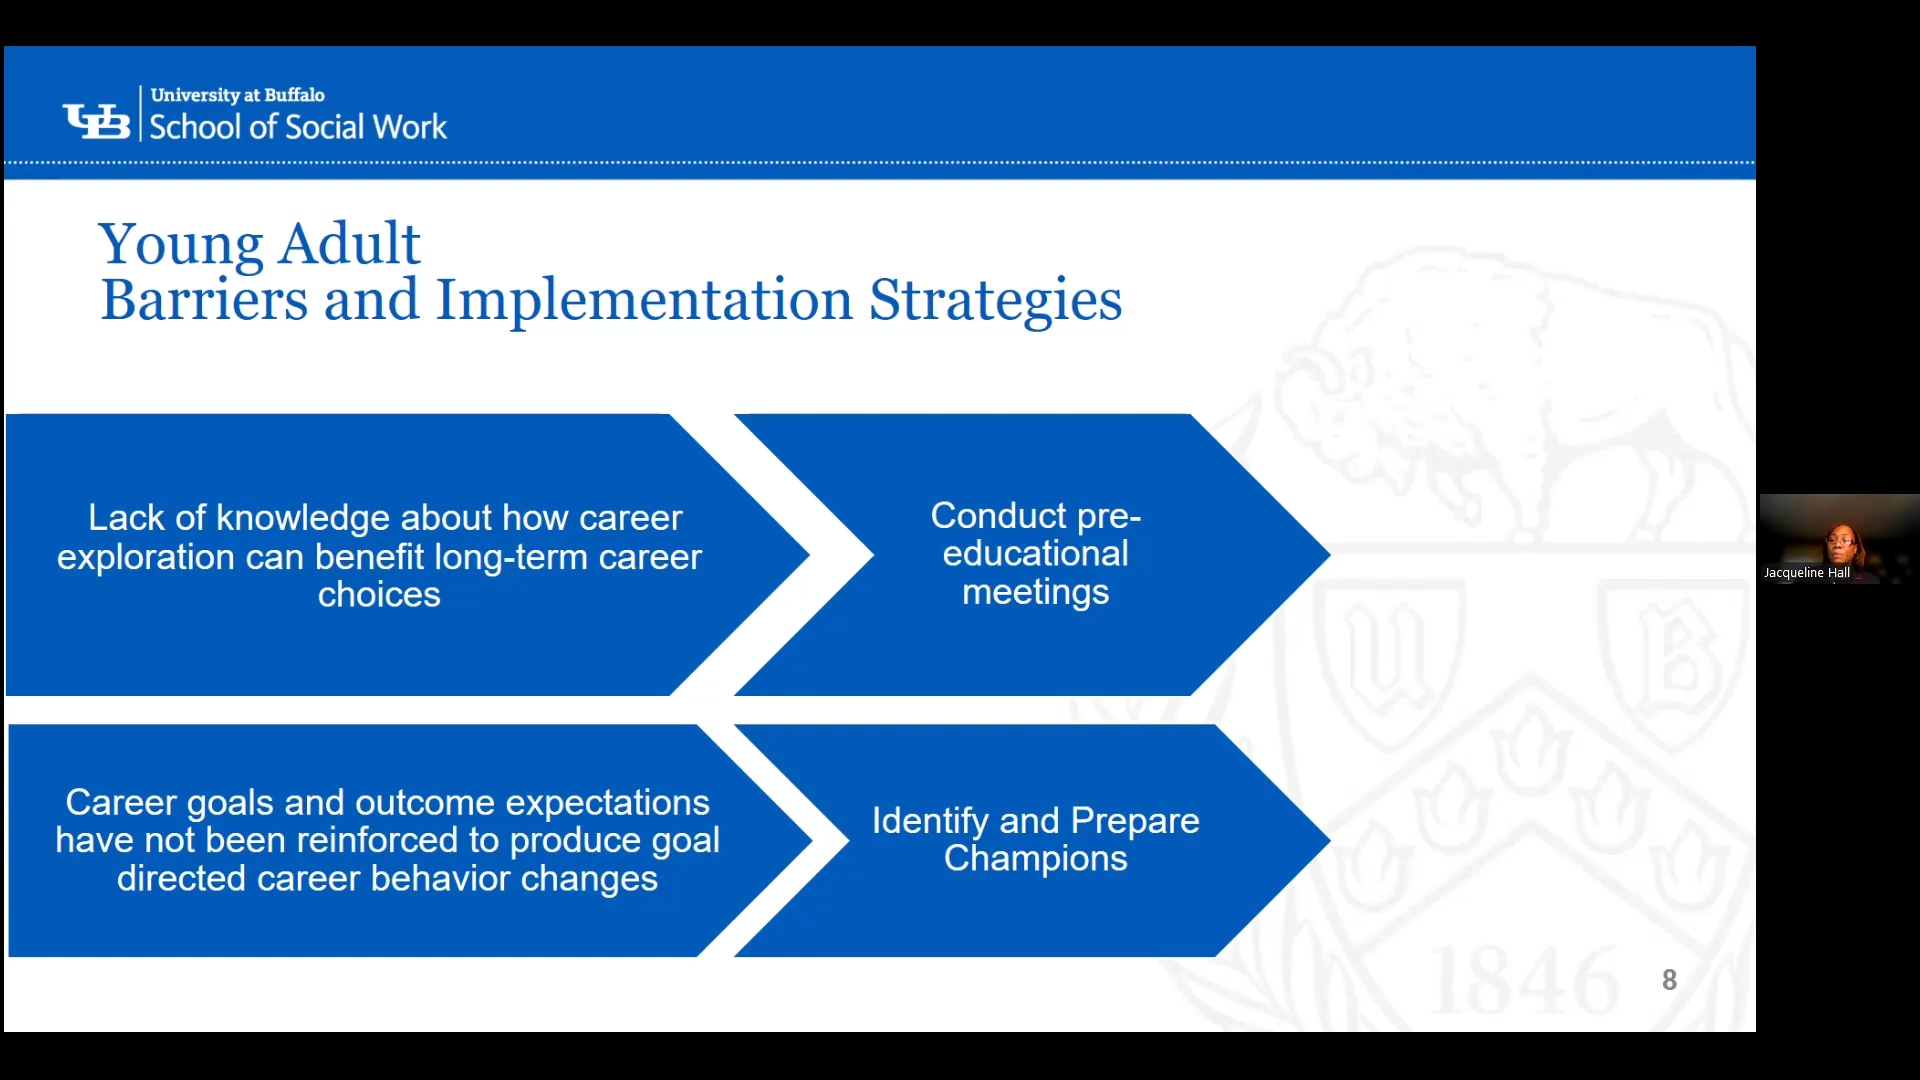 University at Buffalo
School of Social Work
Young Adult
Barriers and Implementation Strategies
Lack of knowledge about how career
exploration can benefit long-term career
choices
Conduct pre-
educational
meetings
Career goals and outcome expectations
have not been reinforced to produce goal
directed career behavior changes
Identify and Prepare
Champions
U
B
1846
8
Jacqueline Hall